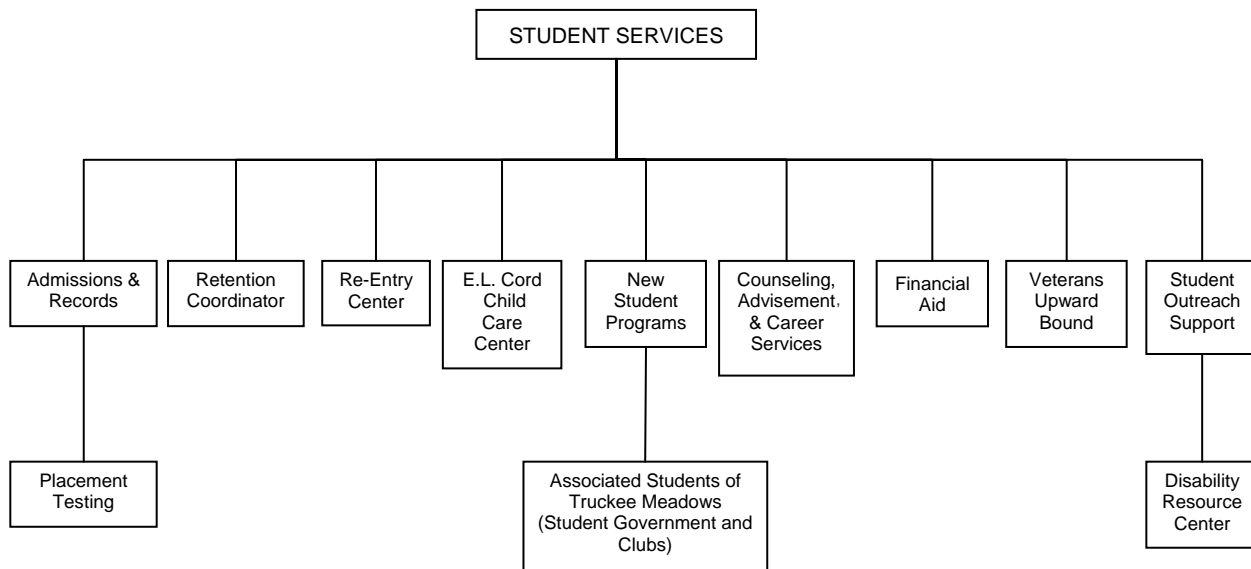 STUDENT SERVICES
Admissions &
Records
Retention
Coordinator
Re-Entry
Center
E.L. Cord
Child
Care
Center
New
Student
Programs
Counseling,
Advisement,
& Career
Services
Financial
Aid
Veterans
Upward
Bound
Student
Outreach
Support
Placement
Testing
Associated Students of
Truckee Meadows
(Student Government and
Clubs)
Disability
Resource
Center